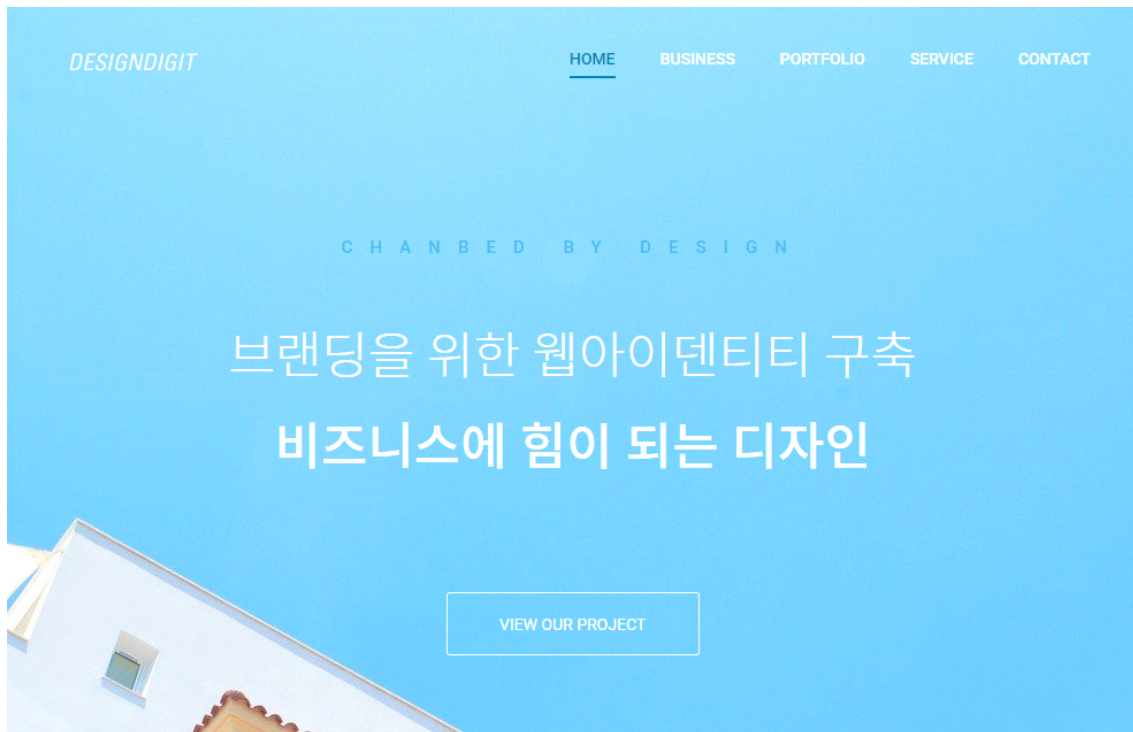 DESIGNDIGIT
HOME BUSINESS PORTFOLIO SERVICE CONTACT
CHANBED BY DESIGN
브랜딩을 위한 웹아이덴티티 구축
비즈니스에 힘이 되는 디자인
VIEW OUR PROJECT